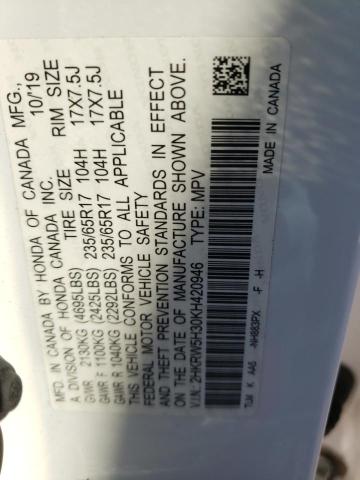 MFD. IN CANADA BY HONDA OF CANADA MFG.,
A DIVISION OF HONDA CANADA INC. 10/19
TIRE SIZE RIM SIZE
GVWR 2130KG (4695LBS)
GAWR F 1100KG (2425LBS) 235/65R17 104H 17X7.5J
GAWR R 1040KG (2292LBS) 235/65R17 104H 17X7.5J
THIS VEHICLE CONFORMS TO ALL APPLICABLE
FEDERAL MOTOR VEHICLE SAFETY
AND THEFT PREVENTION STANDARDS IN EFFECT
ON THE DATE OF MANUFACTURE SHOWN ABOVE.
V.I.N: 2HKRW5H30KH420946 TYPE: MPV
NH883PX -F -H
TLJM K AA6 MADE IN CANADA